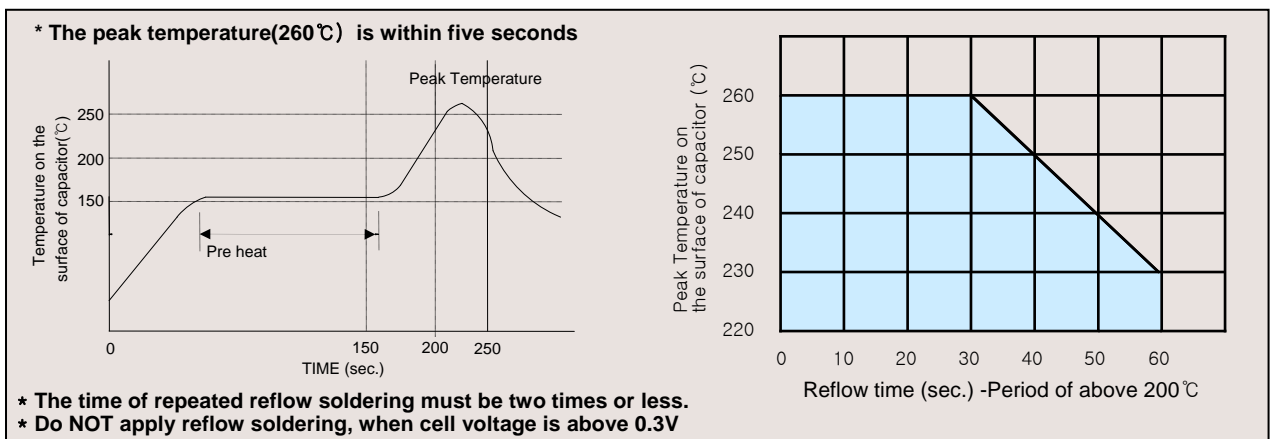 * The peak temperature(260℃) is within five seconds
Peak Temperature
Temperature on the
surface of capacitor(℃)
250
200
150
Pre heat
0
150
200
250
TIME (sec.)
Peak Temperature on
the surface of capacitor (℃)
260
250
240
230
220
0
10
20
30
40
50
60
Reflow time (sec.) -Period of above 200℃
* The time of repeated reflow soldering must be two times or less.
* Do NOT apply reflow soldering, when cell voltage is above 0.3V